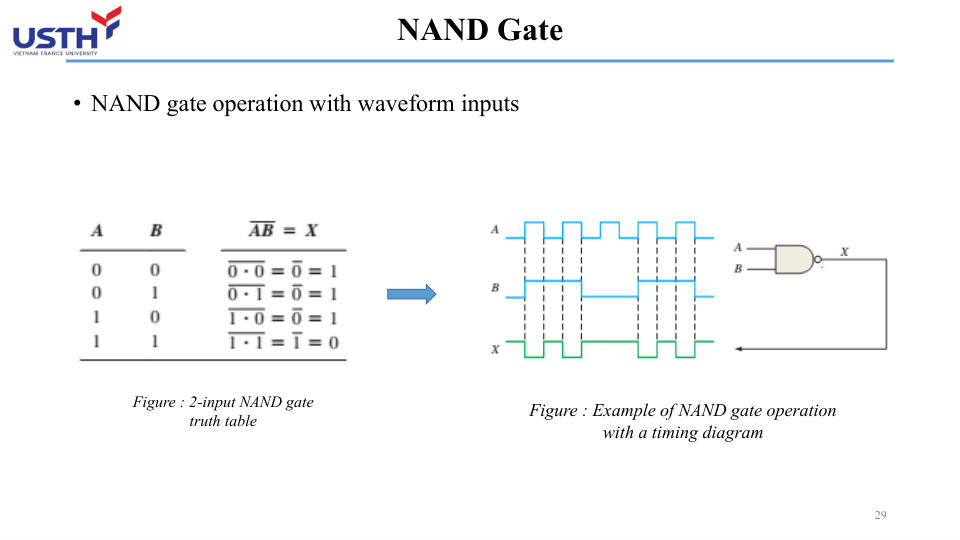 USTH
VIETNAM FRANCE UNIVERSITY
NAND Gate
• NAND gate operation with waveform inputs
A B A̅B̅ = X
0 0 0̅ ̅·̅ ̅0̅ = 0̅ = 1
0 1 0̅ ̅·̅ ̅1̅ = 0̅ = 1
1 0 1̅ ̅·̅ ̅0̅ = 0̅ = 1
1 1 1̅ ̅·̅ ̅1̅ = 1̅ = 0
Figure : 2-input NAND gate
truth table
A
B
X
A
B
X
Figure : Example of NAND gate operation
with a timing diagram
29